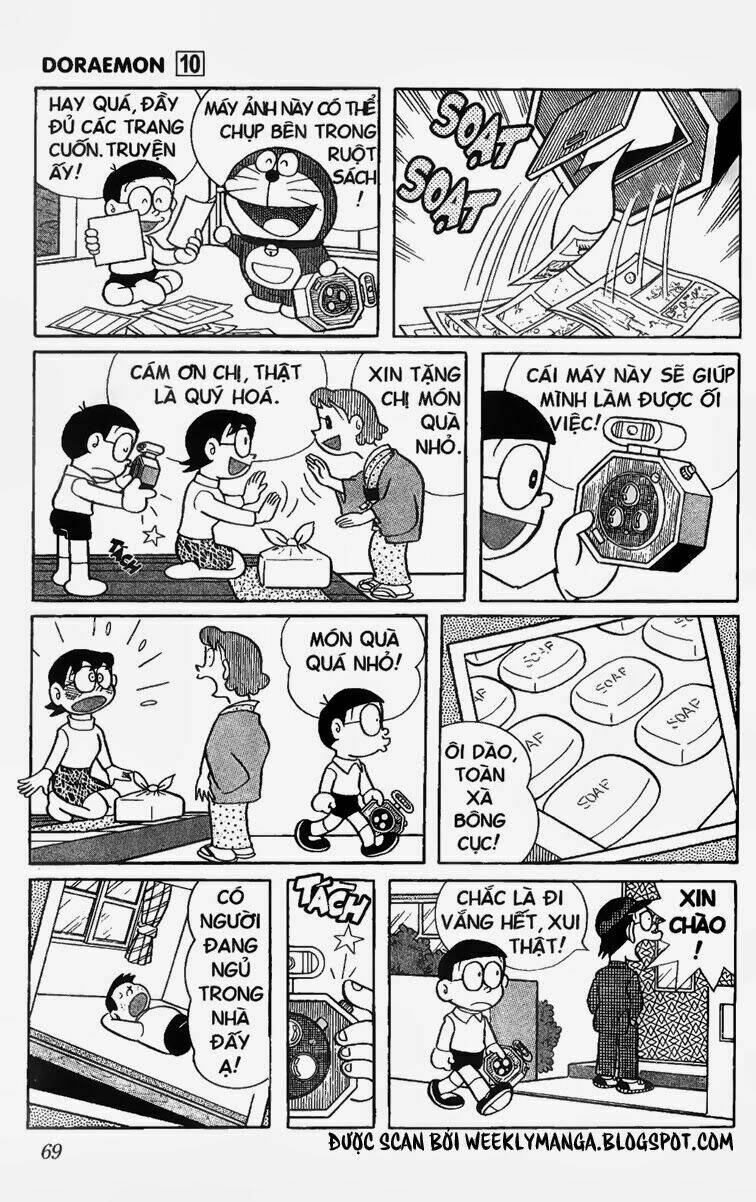 DORAEMON 10
SOẠT
SOẠT
MÁY ẢNH NÀY CÓ THỂ
CHỤP BÊN TRONG
RUỘT
SÁCH
!
HAY QUÁ, ĐẦY
ĐỦ CÁC TRANG
CUỐN.TRUYỆN
ẤY!
CÁI MÁY NÀY SẼ GIÚP
MÌNH LÀM ĐƯỢC ỐI
VIỆC!
XIN TẶNG
CHỊ MÓN
QUÀ
NHỎ.
CÁM ƠN CHỊ, THẬT
LÀ QUÝ HOÁ.
TÁCH
SOAP
SOAP
SOAP
SOAP
SOAP
SOAP
ÔI DÀO,
TOÀN
XÀ
BÔNG
CỤC!
MÓN QUÀ
QUÁ NHỎ!
XIN
CHÀO
!
CHẮC LÀ ĐI
VẮNG HẾT, XUI
THẬT!
TÁCH
CÓ
NGƯỜI
ĐANG
NGỦ
TRONG
NHÀ
ĐẤY
Ạ!
69
ĐƯỢC SCAN BỞI WEEKLYMANGA.BLOGSPOT.COM